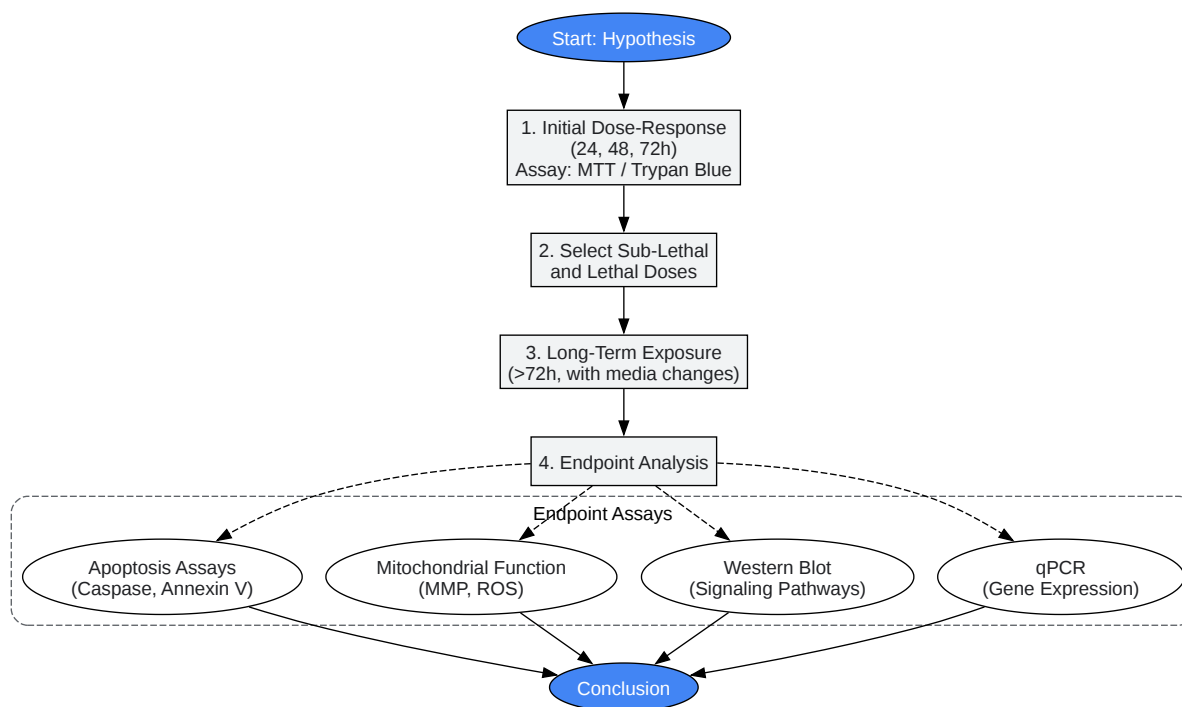 Start: Hypothesis
1. Initial Dose-Response
(24, 48, 72h)
Assay: MTT / Trypan Blue
2. Select Sub-Lethal
and Lethal Doses
3. Long-Term Exposure
(>72h, with media changes)
4. Endpoint Analysis
Endpoint Assays
Apoptosis Assays
(Caspase, Annexin V)
Mitochondrial Function
(MMP, ROS)
Western Blot
(Signaling Pathways)
qPCR
(Gene Expression)
Conclusion